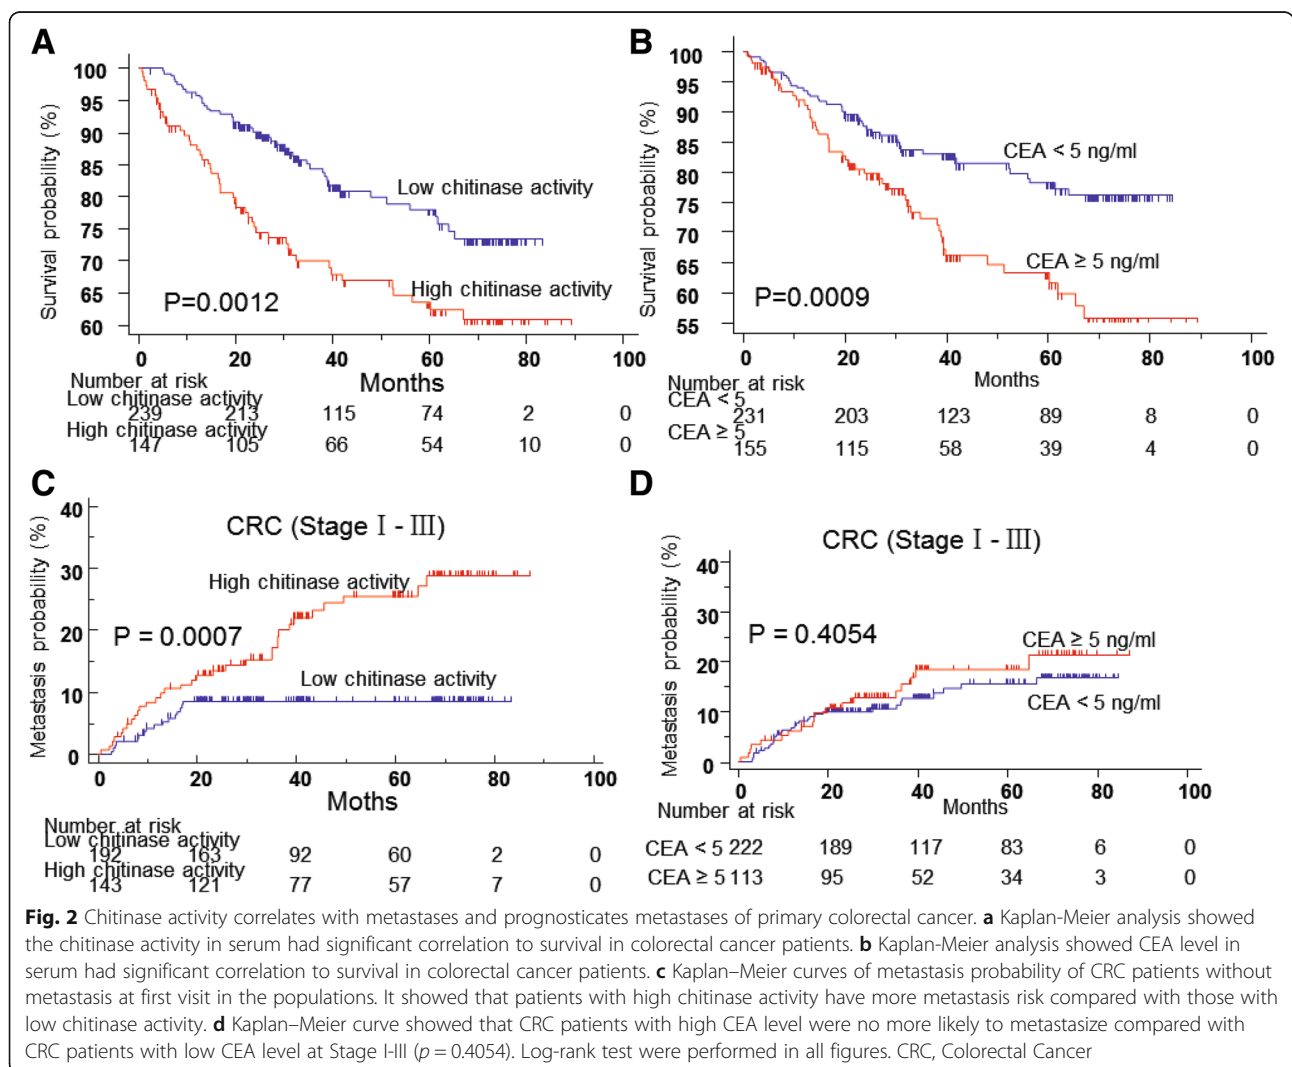 A
Survival probability (%)
100
95
90
85
80
75
70
65
60
Low chitinase activity
High chitinase activity
P=0.0012
0 20 40 60 80 100
Months
Number at risk
Low chitinase activity
239 213 115 74 2 0
High chitinase activity
147 105 66 54 10 0
B
Survival probability (%)
100
95
90
85
80
75
70
65
60
55
CEA < 5 ng/ml
CEA ≥ 5 ng/ml
P=0.0009
0 20 40 60 80 100
Months
Number at risk
CEA < 5
231 203 123 89 8 0
CEA ≥ 5
155 115 58 39 4 0
C
Metastasis probability (%)
40
30
20
10
0
CRC (Stage Ⅰ - Ⅲ)
High chitinase activity
P = 0.0007
Low chitinase activity
0 20 40 60 80 100
Moths
Number at risk
Low chitinase activity
192 163 92 60 2 0
High chitinase activity
143 121 77 57 7 0
D
Metastasis probability (%)
40
30
20
10
0
CRC (Stage Ⅰ - Ⅲ)
P = 0.4054
CEA ≥ 5 ng/ml
CEA < 5 ng/ml
0 20 40 60 80 100
Months
Number at risk
CEA < 5 222 189 117 83 6 0
CEA ≥ 5 113 95 52 34 3 0
Fig. 2 Chitinase activity correlates with metastases and prognosticates metastases of primary colorectal cancer. a Kaplan-Meier analysis showed
the chitinase activity in serum had significant correlation to survival in colorectal cancer patients. b Kaplan-Meier analysis showed CEA level in
serum had significant correlation to survival in colorectal cancer patients. c Kaplan–Meier curves of metastasis probability of CRC patients without
metastasis at first visit in the populations. It showed that patients with high chitinase activity have more metastasis risk compared with those with
low chitinase activity. d Kaplan–Meier curve showed that CRC patients with high CEA level were no more likely to metastasize compared with
CRC patients with low CEA level at Stage I-III (p = 0.4054). Log-rank test were performed in all figures. CRC, Colorectal Cancer